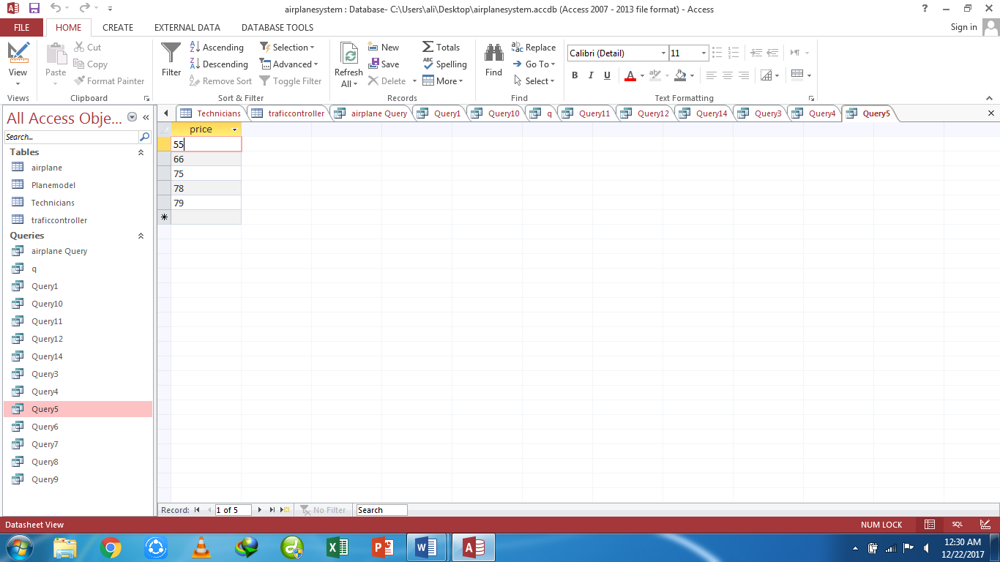 airplanesystem : Database- C:\Users\ali\Desktop\airplanesystem.accdb (Access 2007 - 2013 file format) - Access
FILE HOME CREATE EXTERNAL DATA DATABASE TOOLS Sign in
View
Views
Paste
Cut
Copy
Format Painter
Clipboard
Filter
Ascending
Descending
Remove Sort
Selection
Advanced
Toggle Filter
Sort & Filter
Refresh
All
New
Save
Delete
Totals
Spelling
More
Records
Find
Replace
Go To
Select
Find
Calibri (Detail) 11
B I U A
Text Formatting
All Access Obje...
Search...
Tables
airplane
Planemodel
Technicians
traficcontroller
Queries
airplane Query
q
Query1
Query10
Query11
Query12
Query14
Query3
Query4
Query5
Query6
Query7
Query8
Query9
Technicians traficcontroller airplane Query Query1 Query10 q Query11 Query12 Query14 Query3 Query4 Query5
price
55
66
75
78
79
Record: 1 of 5 No Filter Search
Datasheet View NUM LOCK SQL
12:30 AM
12/22/2017